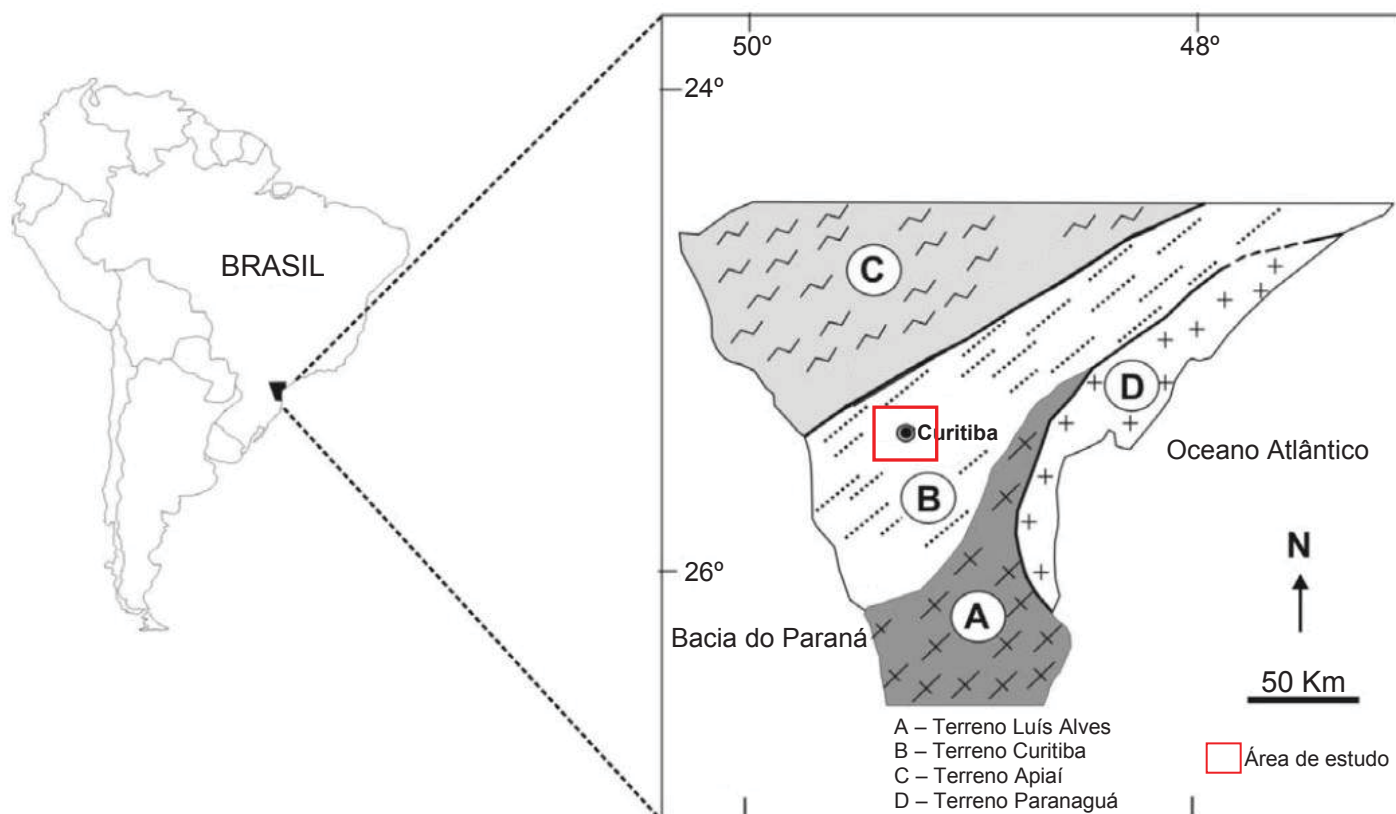 50º
48º
24º
BRASIL
C
D
Curitiba
Oceano Atlântico
B
N
26º
A
Bacia do Paraná
50 Km
A – Terreno Luís Alves
B – Terreno Curitiba
C – Terreno Apiaí
D – Terreno Paranaguá
Área de estudo